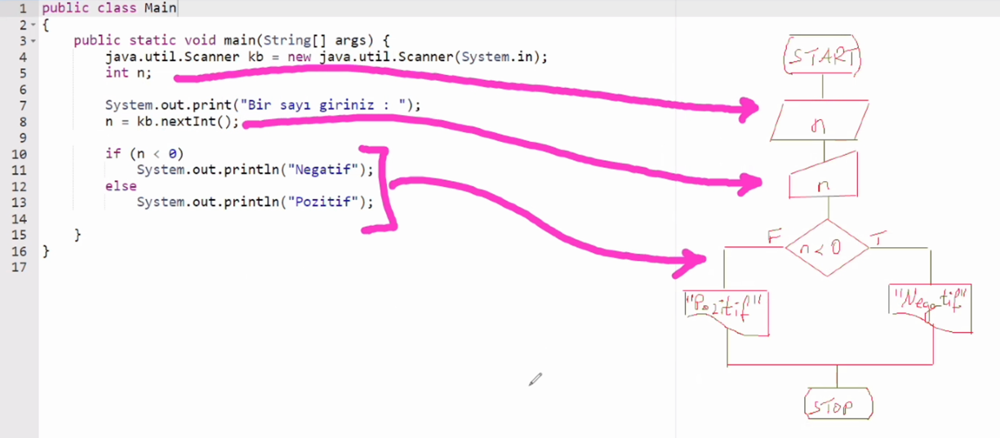 1 public class Main
2 {
3 public static void main(String[] args) {
4 java.util.Scanner kb = new java.util.Scanner(System.in);
5 int n;
6
7 System.out.print("Bir sayı giriniz : ");
8 n = kb.nextInt();
9
10 if (n < 0)
11 System.out.println("Negatif");
12 else
13 System.out.println("Pozitif");
14
15 }
16 }
17
START
n
n
F
n < 0
T
"Pozitif"
"Negatif"
STOP